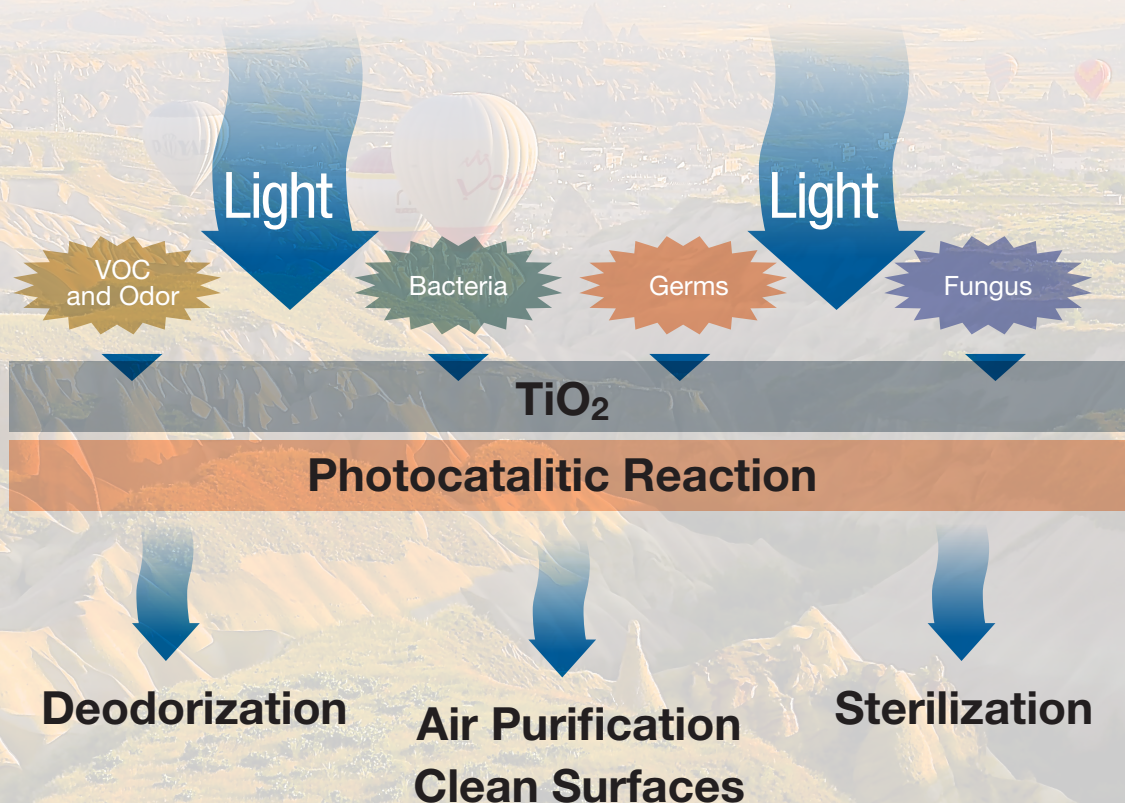 Light
Light
VOC
and Odor
Bacteria
Germs
Fungus
TiO₂
Photocatalitic Reaction
Deodorization
Air Purification
Clean Surfaces
Sterilization